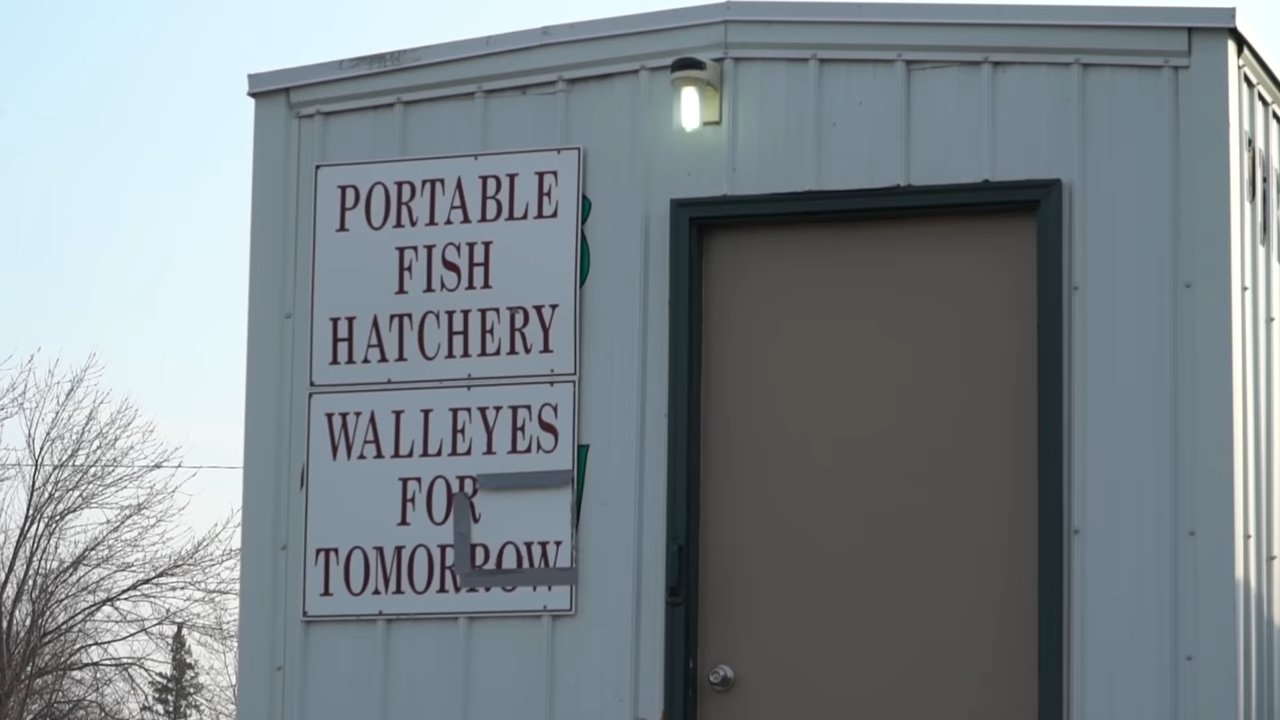 PORTABLE
FISH
HATCHERY
WALLEYES
FOR
TOMORROW